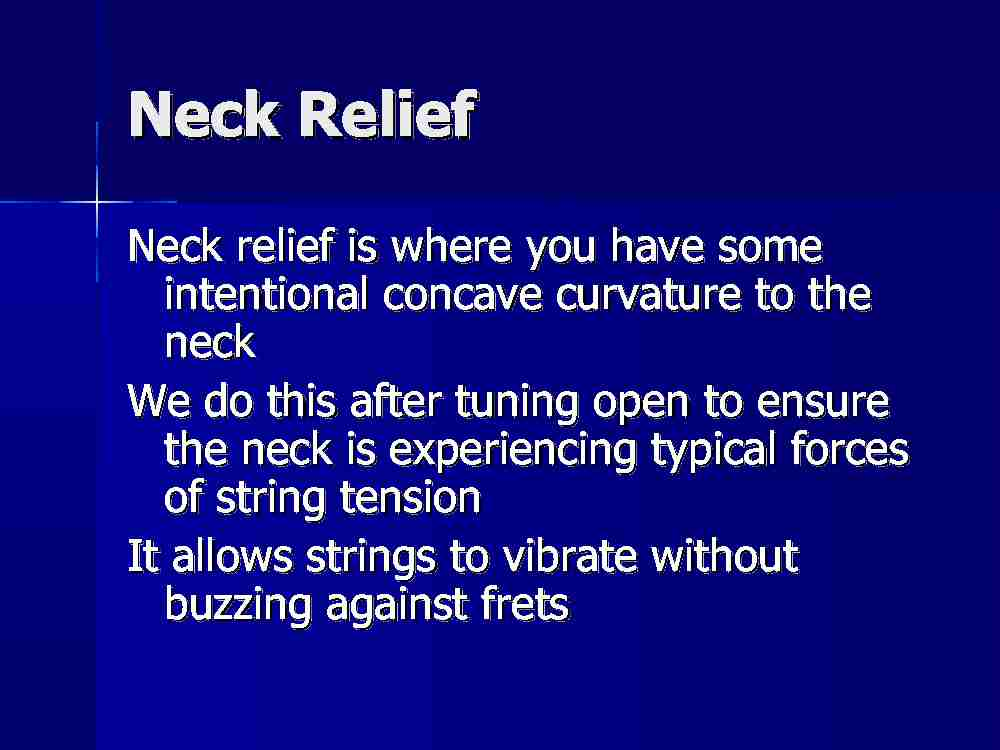 Neck Relief
Neck relief is where you have some
intentional concave curvature to the
neck
We do this after tuning open to ensure
the neck is experiencing typical forces
of string tension
It allows strings to vibrate without
buzzing against frets